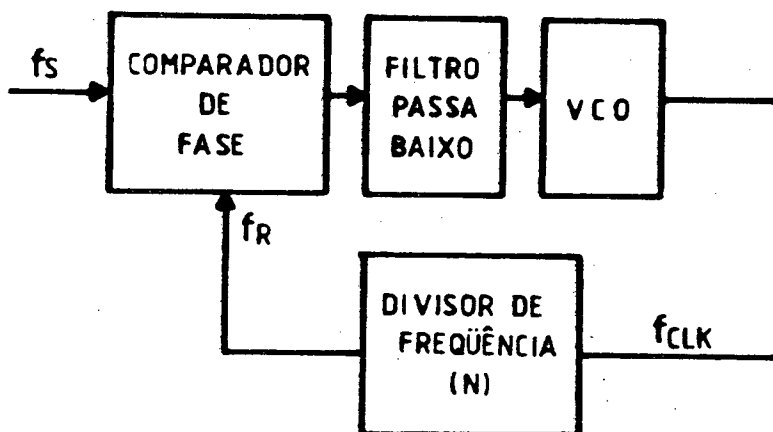 fS
COMPARADOR
DE
FASE
FILTRO
PASSA
BAIXO
VCO
fR
DIVISOR DE
FREQÜÊNCIA
(N)
fCLK